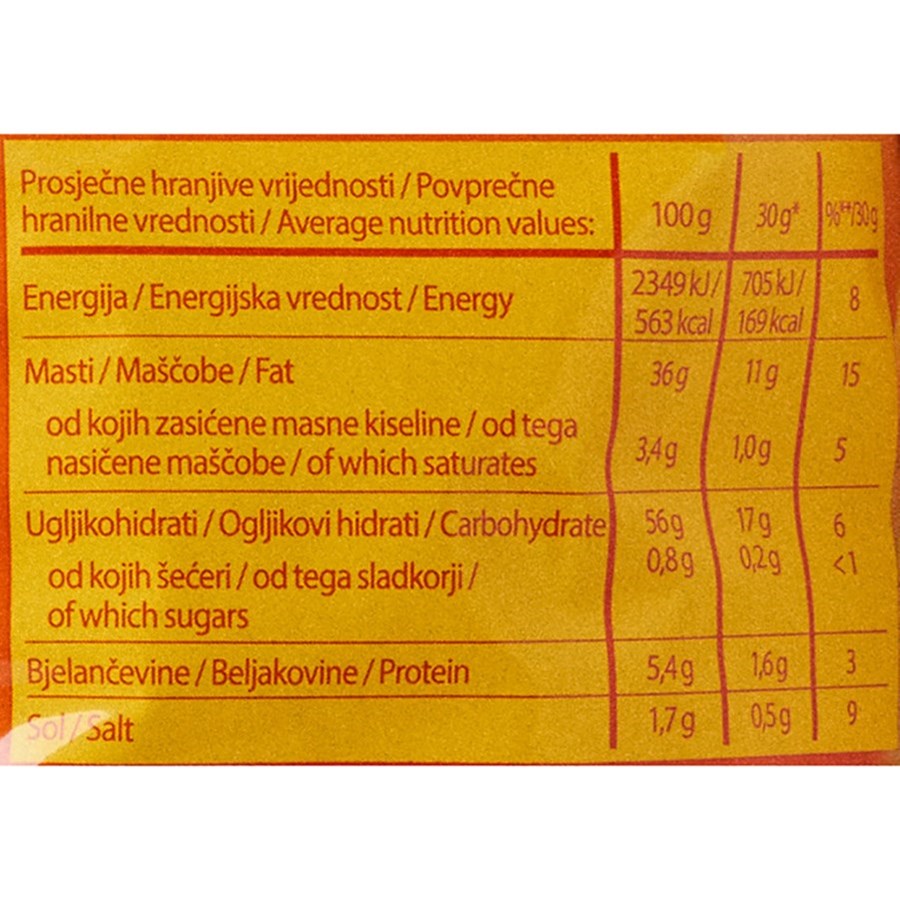 Prosječne hranjive vrijednosti / Povprečne
hranilne vrednosti / Average nutrition values: 100 g 30 g* %**/30g
Energija / Energijska vrednost / Energy 2349 kJ/ 563 kcal 705 kJ/ 169 kcal 8
Masti / Maščobe / Fat 36 g 11 g 15
od kojih zasićene masne kiseline / od tega
nasičene maščobe / of which saturates 3,4 g 1,0 g 5
Ugljikohidrati / Ogljikovi hidrati / Carbohydrate 56 g 17 g 6
od kojih šećeri / od tega sladkorji / 0,8 g 0,2 g <1
of which sugars
Bjelančevine / Beljakovine / Protein 5,4 g 1,6 g 3
Sol / Salt 1,7 g 0,5 g 9